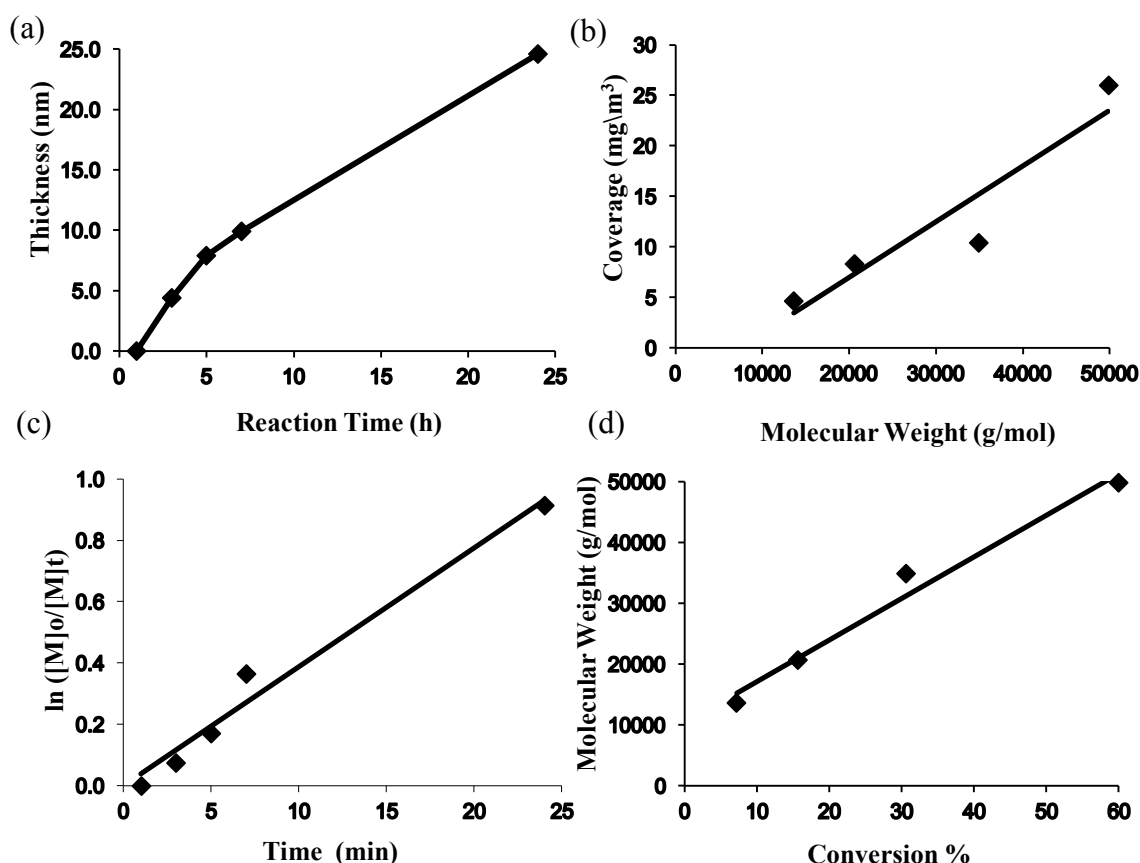 (a)
Thickness (nm)
25.0
20.0
15.0
10.0
5.0
0.0
0 5 10 15 20 25
Reaction Time (h)
(b)
Coverage (mg\m³)
30
25
20
15
10
5
0
0 10000 20000 30000 40000 50000
Molecular Weight (g/mol)
(c)
ln ([M]o/[M]t
1.0
0.8
0.6
0.4
0.2
0.0
0 5 10 15 20 25
Time (min)
(d)
Molecular Weight (g/mol)
50000
40000
30000
20000
10000
0
0 10 20 30 40 50 60
Conversion %